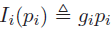 I_i(p_i) ≜ g_i p_i